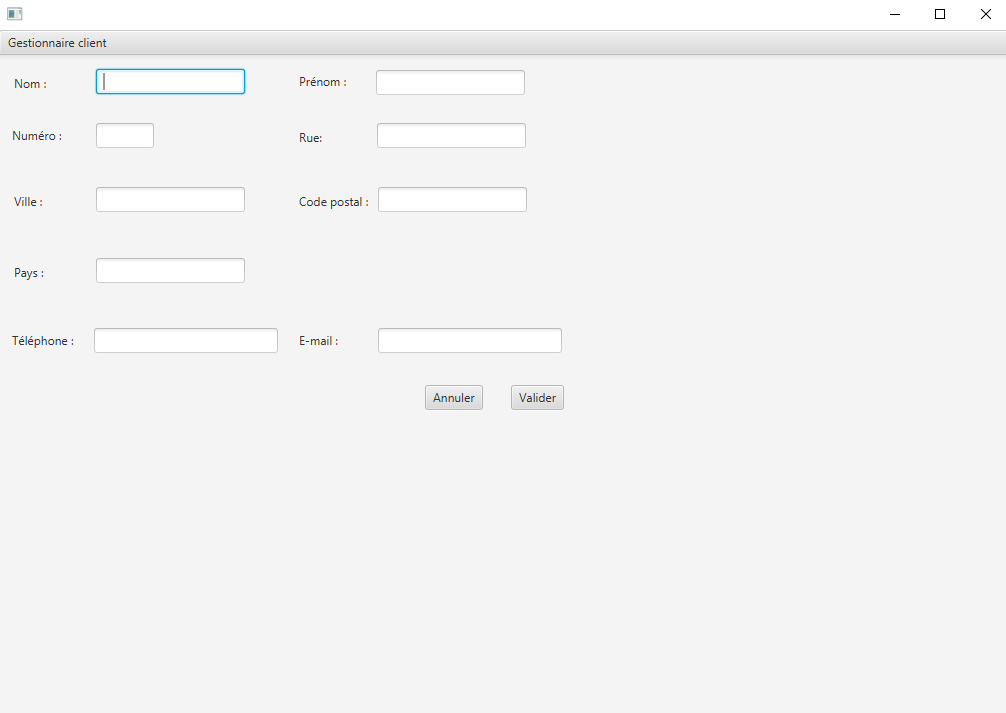 Gestionnaire client
Nom :
Prénom :
Numéro :
Rue:
Ville :
Code postal :
Pays :
Téléphone :
E-mail :
Annuler
Valider